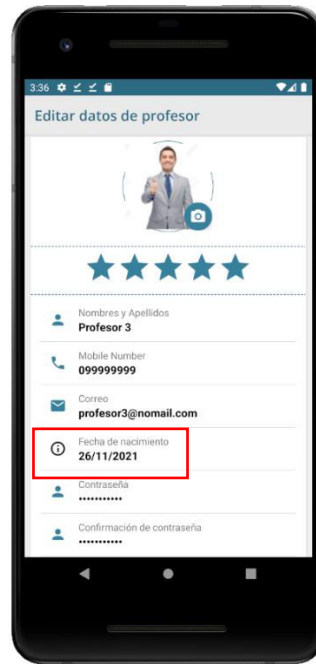 3:36
Editar datos de profesor
Nombres y Apellidos
Profesor 3
Mobile Number
099999999
Correo
profesor3@nomail.com
Fecha de nacimiento
26/11/2021
Contraseña
•••••••••••
Confirmación de contraseña
•••••••••••